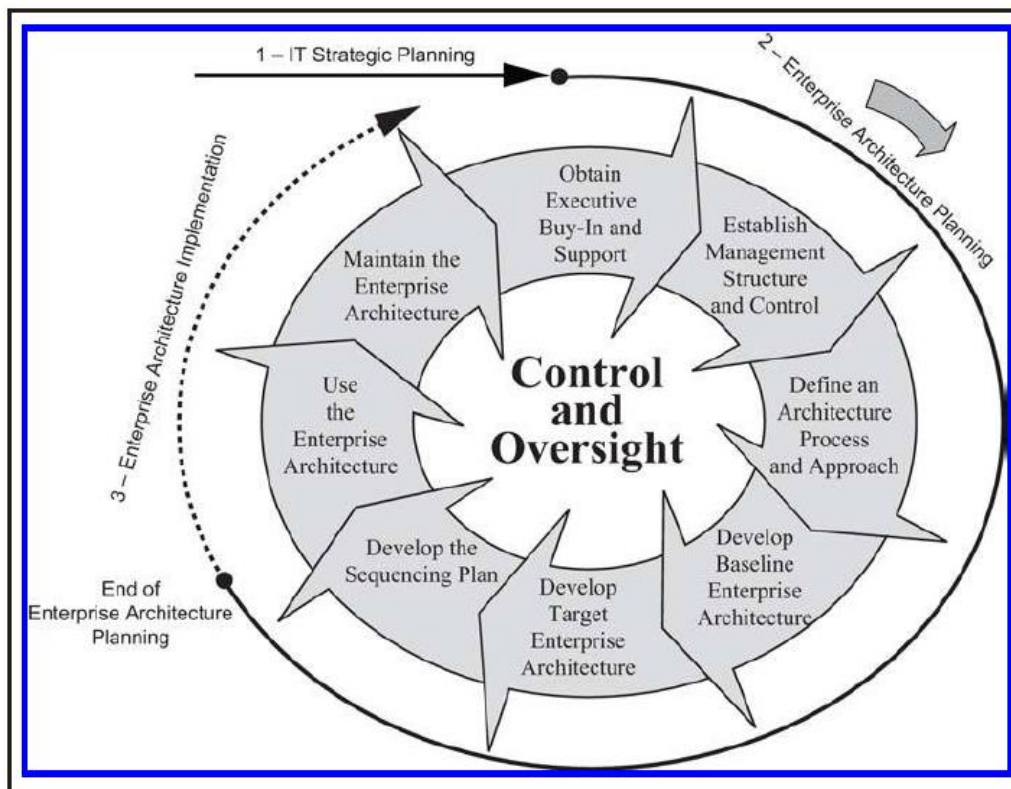 1 – IT Strategic Planning
2 – Enterprise Architecture Planning
Obtain
Executive
Buy-In and
Support
Establish
Management
Structure
and Control
Define an
Architecture
Process
and Approach
Develop
Baseline
Enterprise
Architecture
Develop
Target
Enterprise
Architecture
Develop the
Sequencing Plan
Use
the
Enterprise
Architecture
Maintain the
Enterprise
Architecture
Control
and
Oversight
3 – Enterprise Architecture Implementation
End of
Enterprise Architecture
Planning